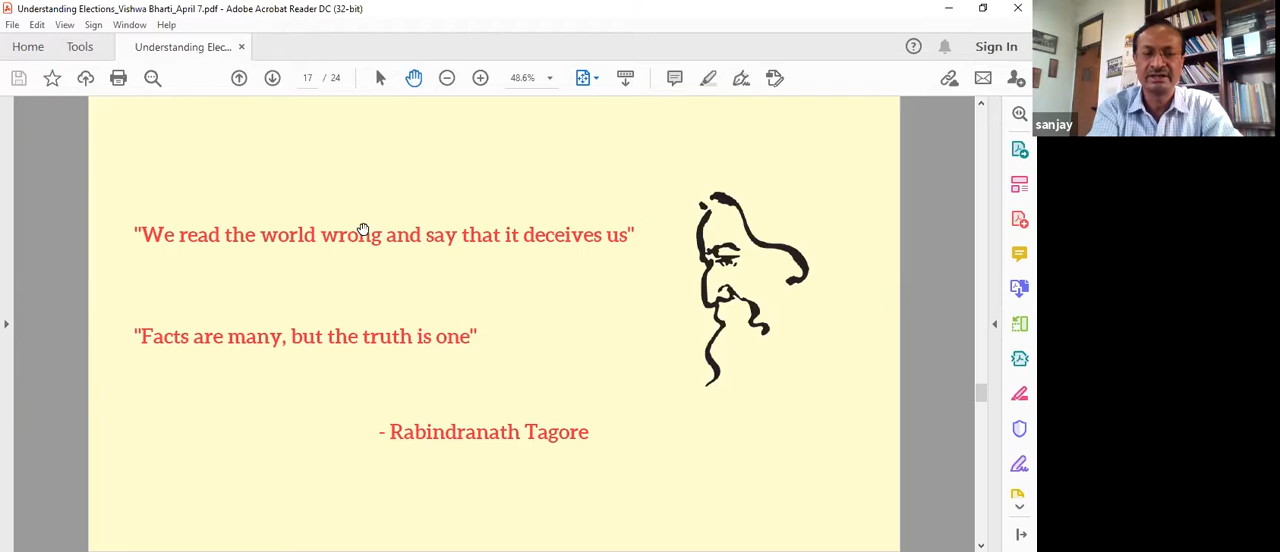 Understanding Elections_Vishwa Bharti_April 7.pdf - Adobe Acrobat Reader DC (32-bit)
File Edit View Sign Window Help
Home Tools Understanding Elec... × Sign In
17 / 24 48.6%
sanjay
"We read the world wrong and say that it deceives us"
"Facts are many, but the truth is one"
- Rabindranath Tagore